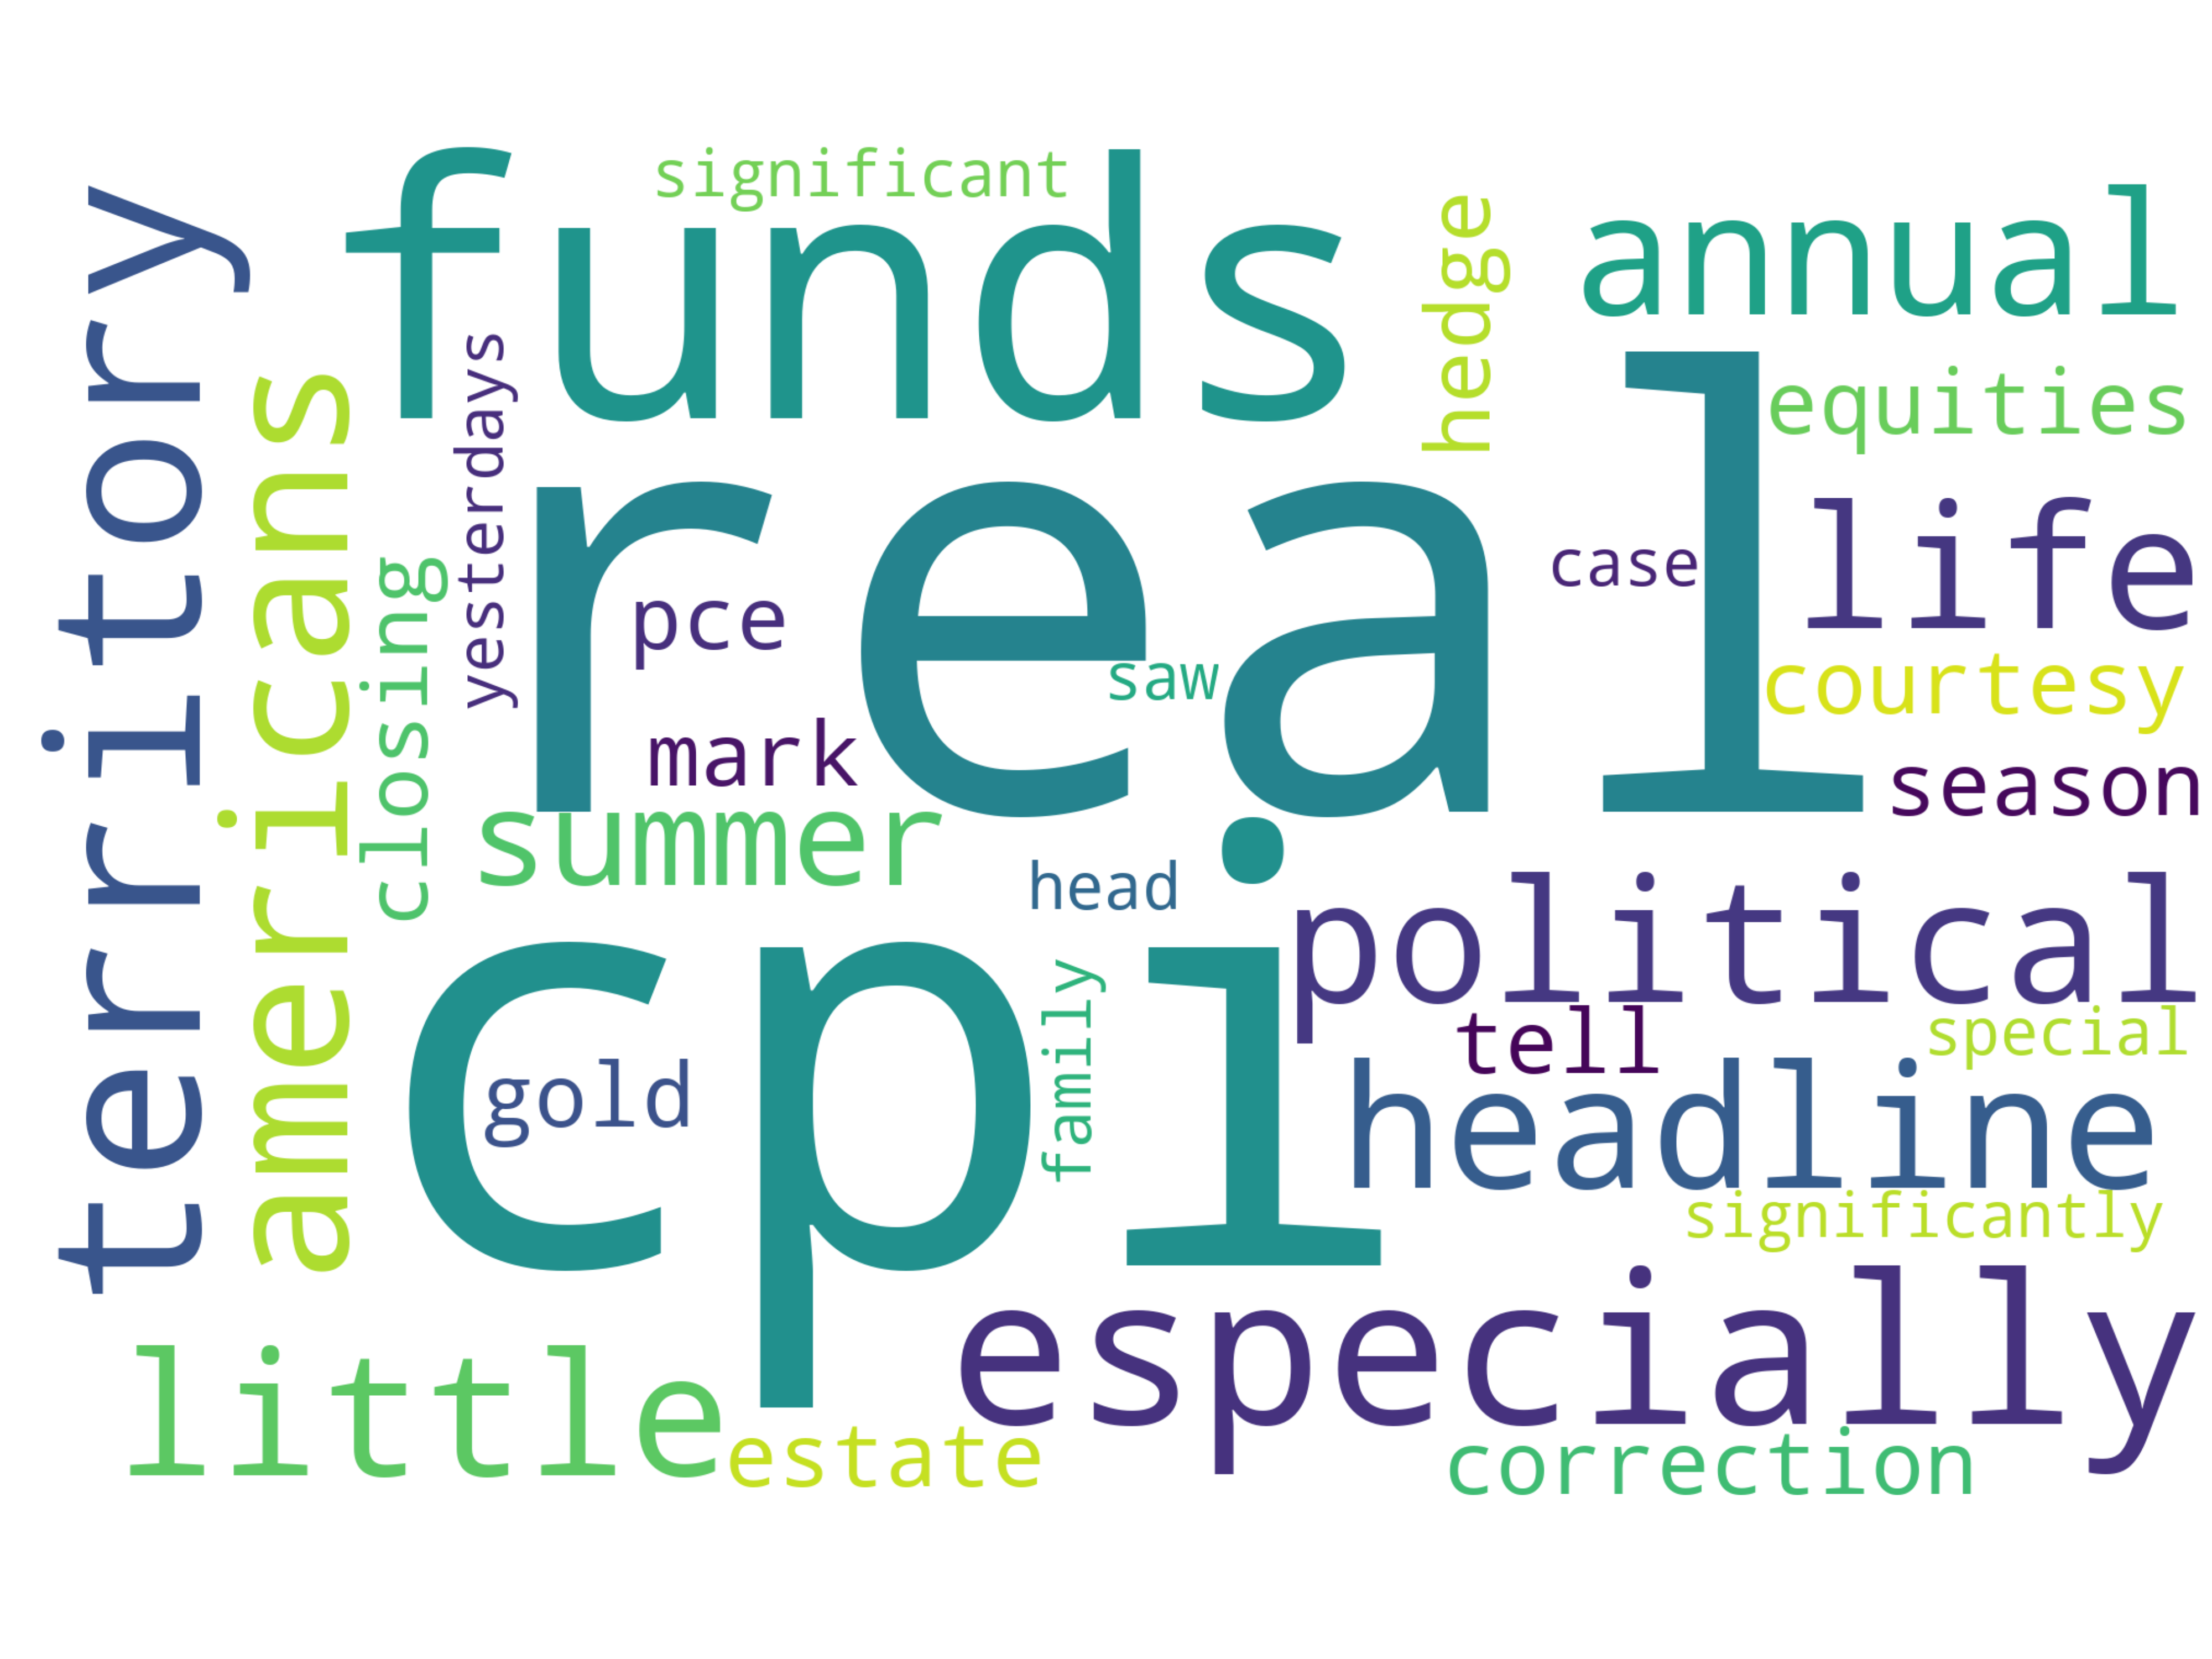 territory
americans
funds
significant
hedge
annual
yesterdays
closing
equities
real
life
case
pce
saw
courtesy
mark
season
summer
head
political
cpi
family
gold
tell
special
headline
significantly
especially
little
estate
correction